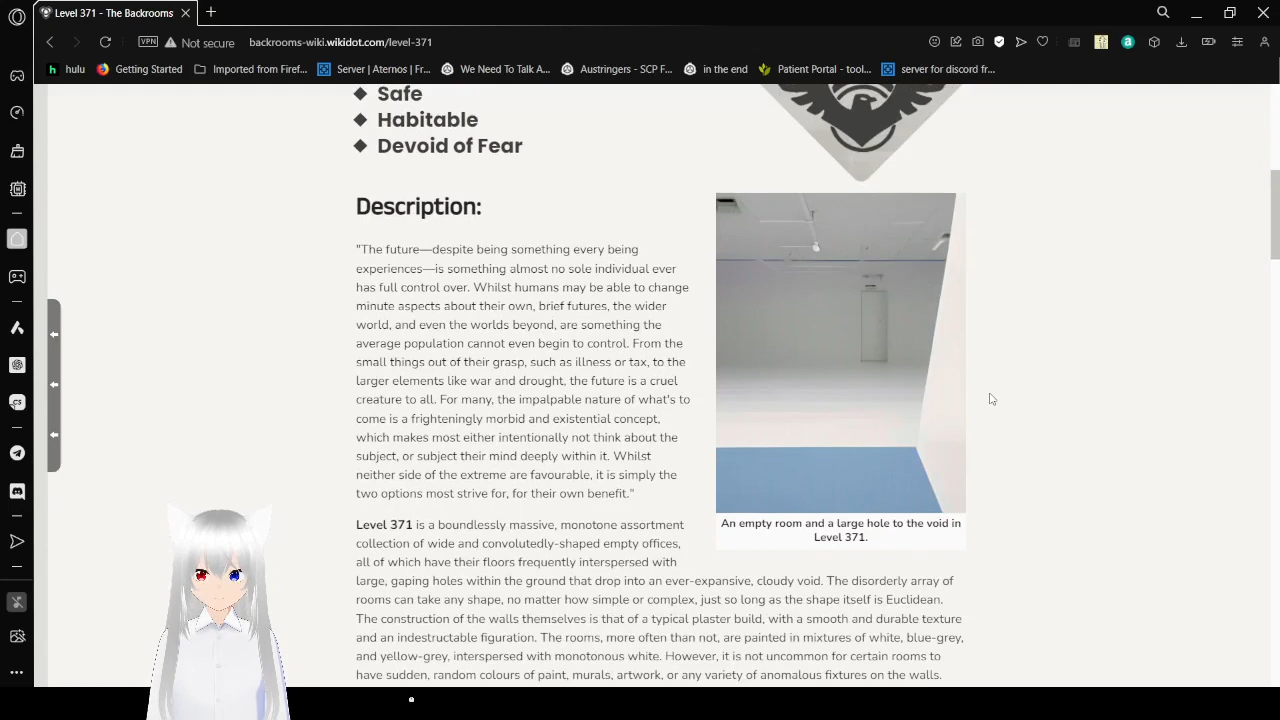 Level 371 - The Backrooms
VPN
Not secure
backrooms-wiki.wikidot.com/level-371
hulu
Getting Started
Imported from Firef...
Server | Aternos | Fr...
We Need To Talk A...
Austringers - SCP F...
in the end
Patient Portal - tool...
server for discord fr...
Safe
Habitable
Devoid of Fear
Description:
"The future—despite being something every being
experiences—is something almost no sole individual ever
has full control over. Whilst humans may be able to change
minute aspects about their own, brief futures, the wider
world, and even the worlds beyond, are something the
average population cannot even begin to control. From the
small things out of their grasp, such as illness or tax, to the
larger elements like war and drought, the future is a cruel
creature to all. For many, the impalpable nature of what's to
come is a frighteningly morbid and existential concept,
which makes most either intentionally not think about the
subject, or subject their mind deeply within it. Whilst
neither side of the extreme are favourable, it is simply the
two options most strive for, for their own benefit."
An empty room and a large hole to the void in
Level 371.
Level 371 is a boundlessly massive, monotone assortment
collection of wide and convolutedly-shaped empty offices,
all of which have their floors frequently interspersed with
large, gaping holes within the ground that drop into an ever-expansive, cloudy void. The disorderly array of
rooms can take any shape, no matter how simple or complex, just so long as the shape itself is Euclidean.
The construction of the walls themselves is that of a typical plaster build, with a smooth and durable texture
and an indestructable figuration. The rooms, more often than not, are painted in mixtures of white, blue-grey,
and yellow-grey, interspersed with monotonous white. However, it is not uncommon for certain rooms to
have sudden, random colours of paint, murals, artwork, or any variety of anomalous fixtures on the walls.